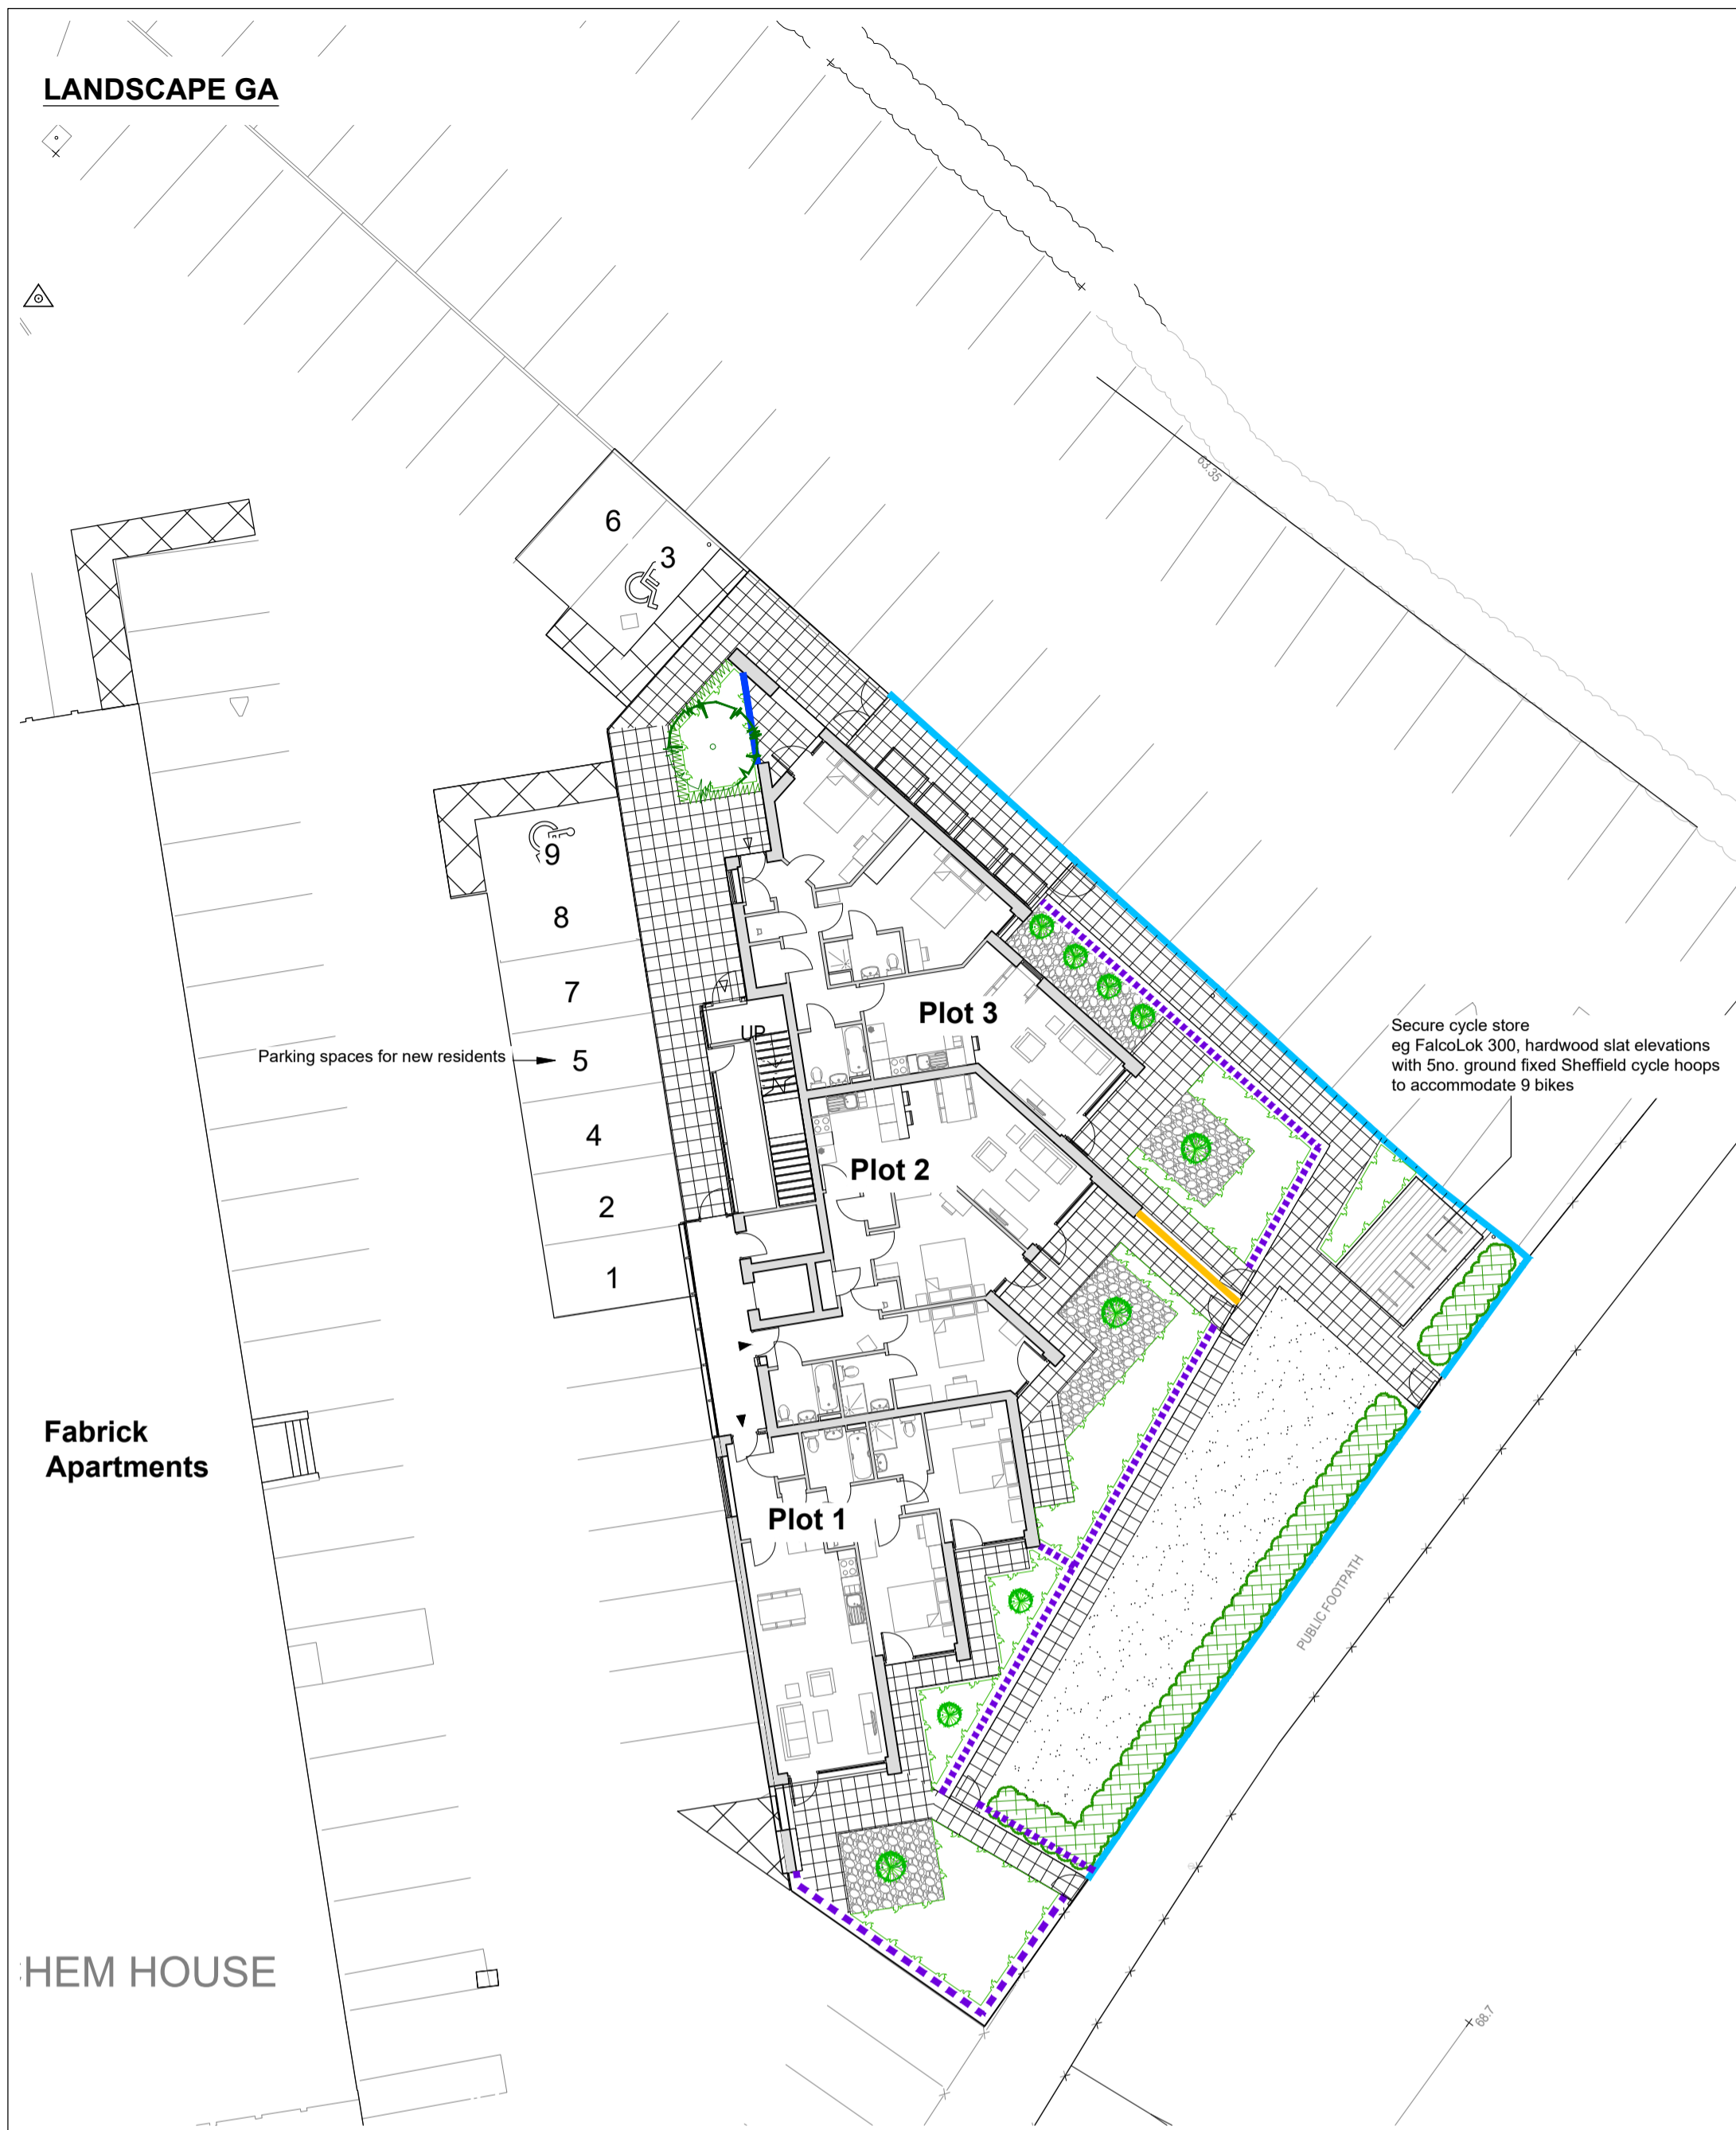 LANDSCAPE GA
63.35
6
3
9
8
7
UP
Plot 3
Secure cycle store
eg FalcoLok 300, hardwood slat elevations
with 5no. ground fixed Sheffield cycle hoops
to accommodate 9 bikes
Parking spaces for new residents
5
4
Plot 2
2
1
Fabrick
Apartments
Plot 1
PUBLIC FOOTPATH
HEM HOUSE
68.7